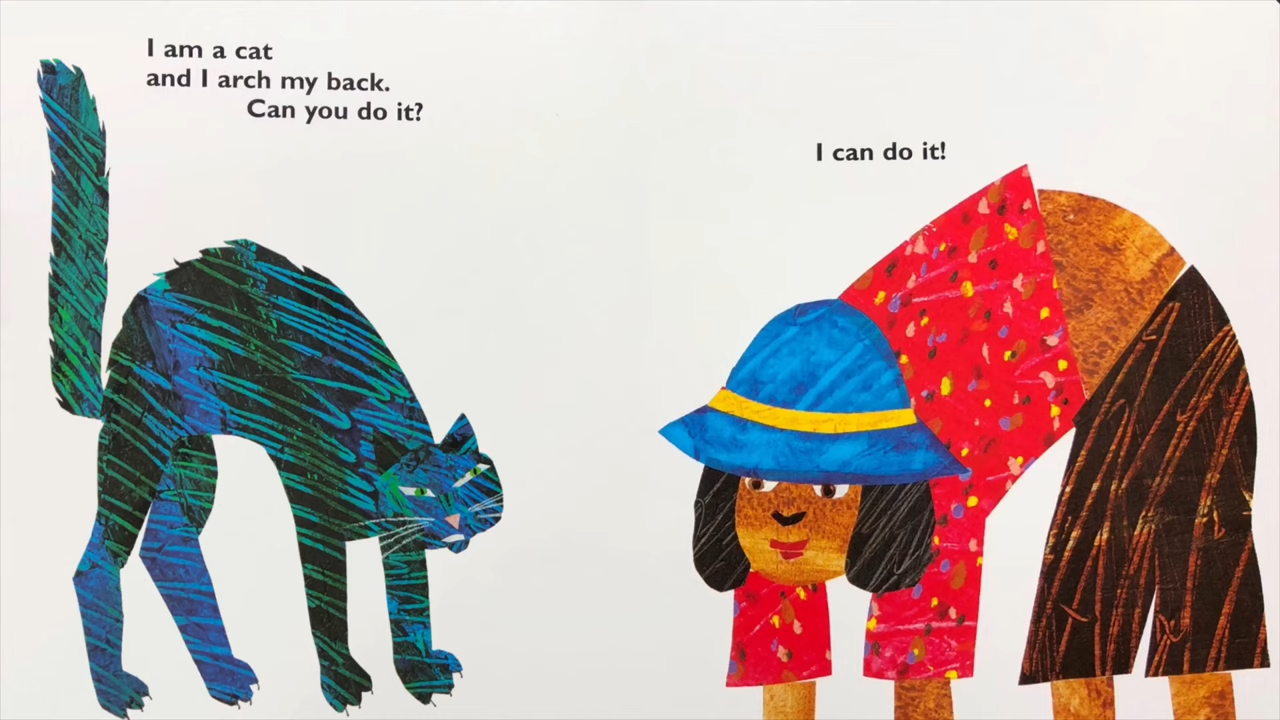 I am a cat
and I arch my back.
Can you do it?
I can do it!